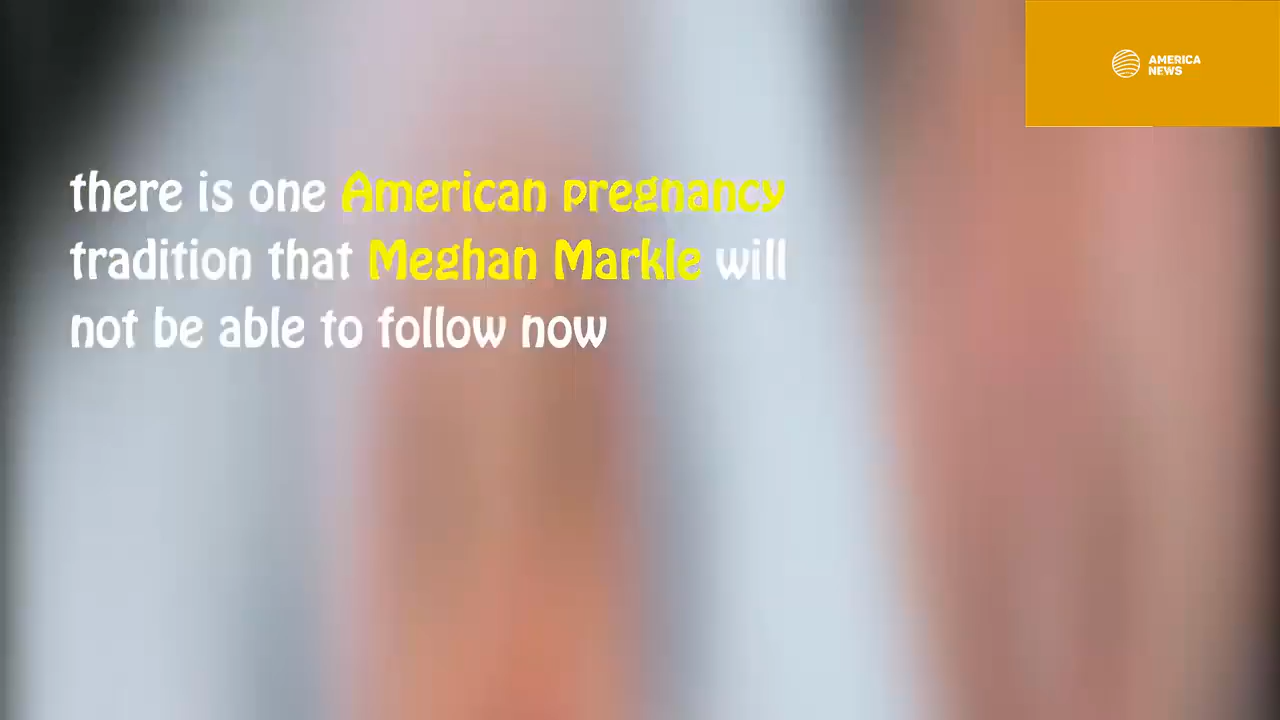 AMERICA
NEWS
there is one American pregnancy
tradition that Meghan Markle will
not be able to follow now